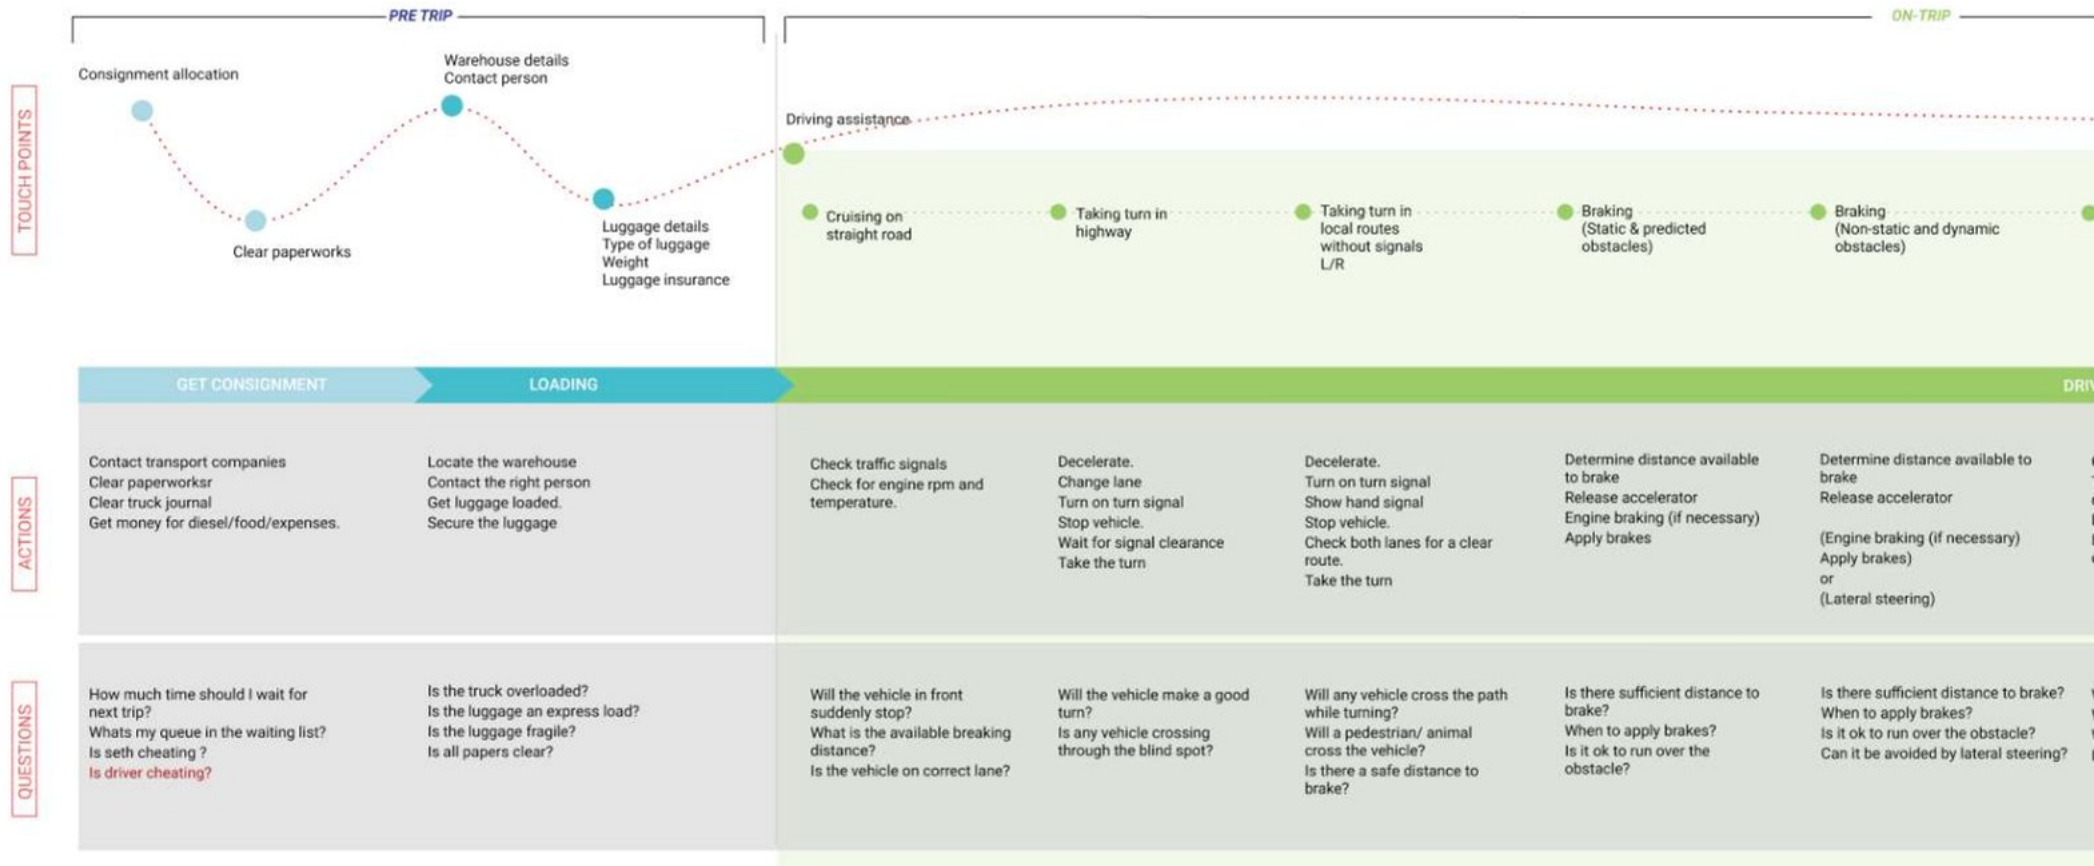 PRE TRIP
ON-TRIP
TOUCH POINTS
Consignment allocation
Clear paperworks
Warehouse details
Contact person
Luggage details
Type of luggage
Weight
Luggage insurance
Driving assistance
Cruising on
straight road
Taking turn in
highway
Taking turn in
local routes
without signals
L/R
Braking
(Static & predicted
obstacles)
Braking
(Non-static and dynamic
obstacles)
GET CONSIGNMENT
LOADING
DRIV
ACTIONS
Contact transport companies
Clear paperworksr
Clear truck journal
Get money for diesel/food/expenses.
Locate the warehouse
Contact the right person
Get luggage loaded.
Secure the luggage
Check traffic signals
Check for engine rpm and
temperature.
Decelerate.
Change lane
Turn on turn signal
Stop vehicle.
Wait for signal clearance
Take the turn
Decelerate.
Turn on turn signal
Show hand signal
Stop vehicle.
Check both lanes for a clear
route.
Take the turn
Determine distance available
to brake
Release accelerator
Engine braking (if necessary)
Apply brakes
Determine distance available to
brake
Release accelerator
(Engine braking (if necessary)
Apply brakes)
or
(Lateral steering)
QUESTIONS
How much time should I wait for
next trip?
Whats my queue in the waiting list?
Is seth cheating ?
Is driver cheating?
Is the truck overloaded?
Is the luggage an express load?
Is the luggage fragile?
Is all papers clear?
Will the vehicle in front
suddenly stop?
What is the available breaking
distance?
Is the vehicle on correct lane?
Will the vehicle make a good
turn?
Is any vehicle crossing
through the blind spot?
Will any vehicle cross the path
while turning?
Will a pedestrian/ animal
cross the vehicle?
Is there a safe distance to
brake?
Is there sufficient distance to
brake?
When to apply brakes?
Is it ok to run over the
obstacle?
Is there sufficient distance to brake?
When to apply brakes?
Is it ok to run over the obstacle?
Can it be avoided by lateral steering?